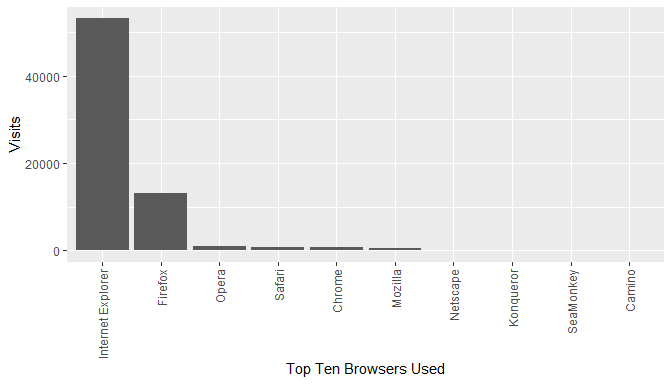 Visits
40000
20000
0
Internet Explorer
Firefox
Opera
Safari
Chrome
Mozilla
Netscape
Konqueror
SeaMonkey
Camino
Top Ten Browsers Used